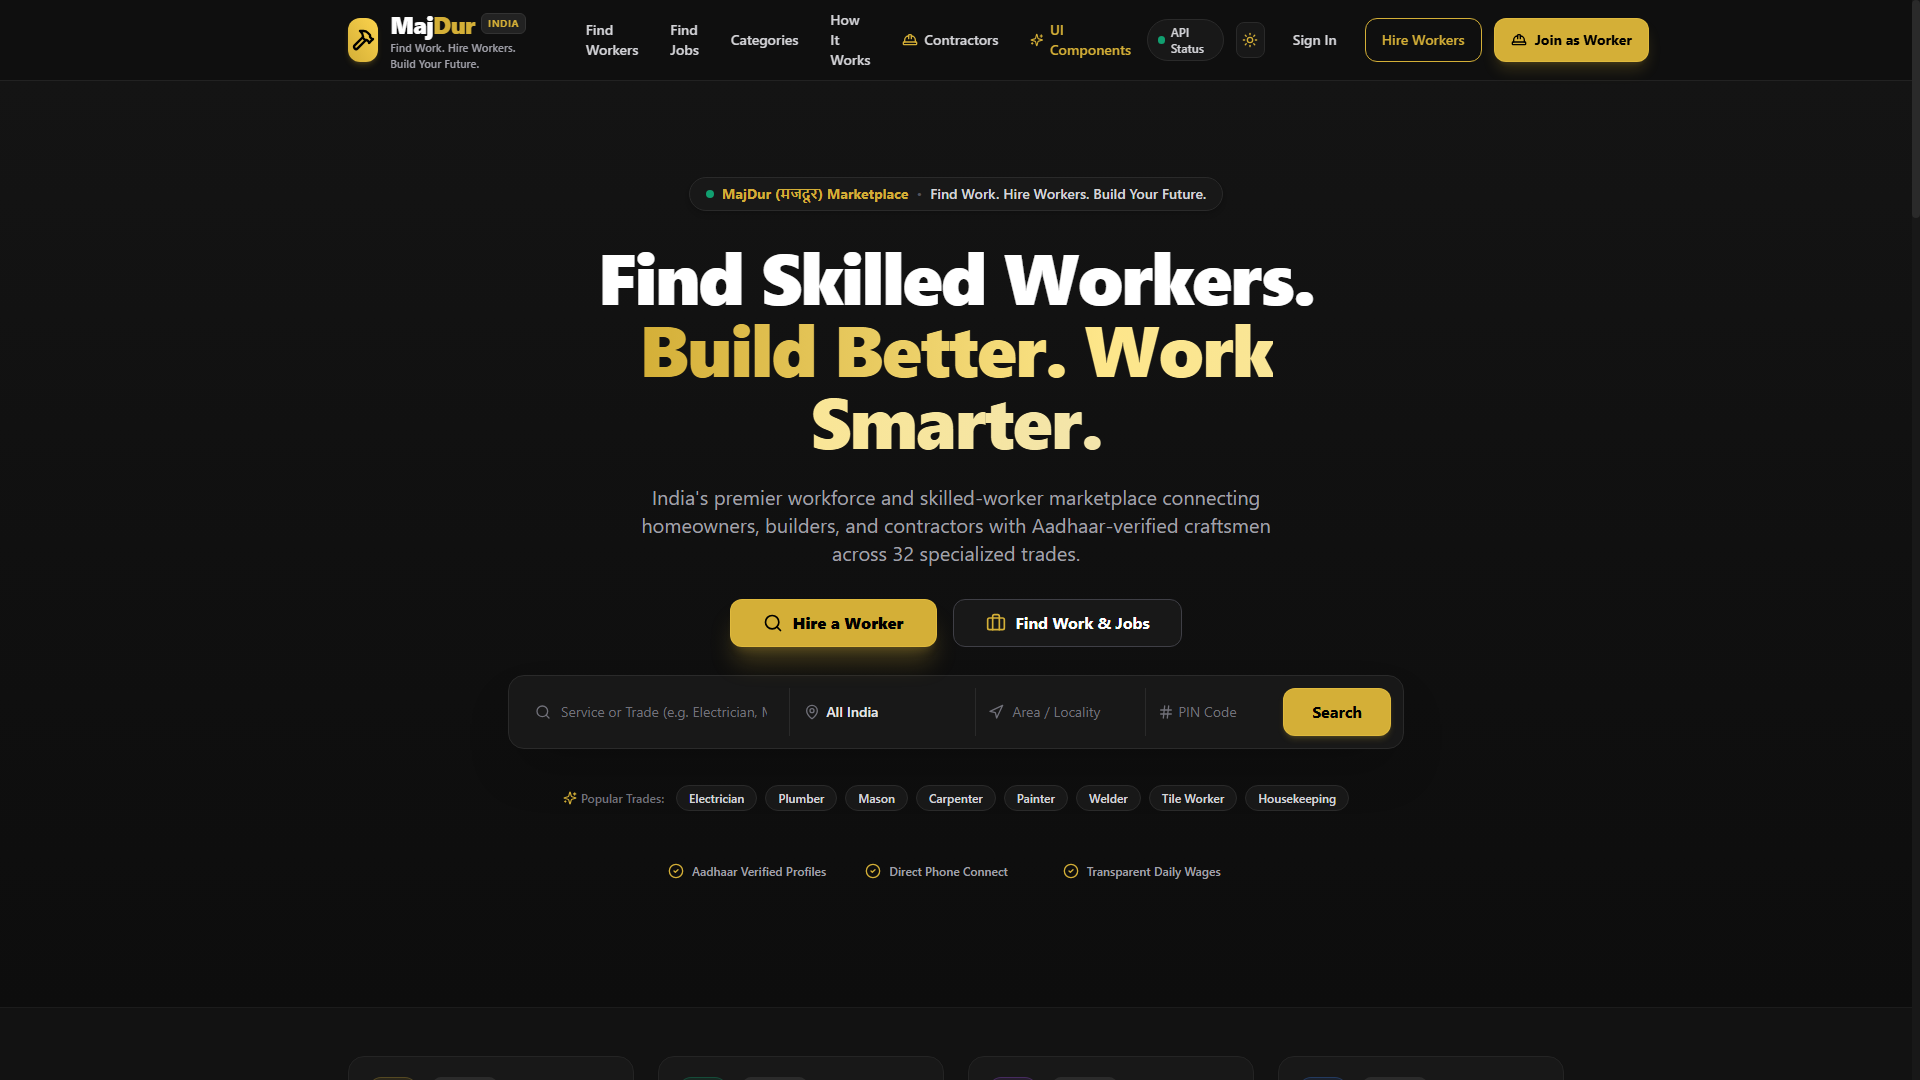 MajDur INDIA
Find Work. Hire Workers.
Build Your Future.
Find
Workers
Find
Jobs
Categories
How
It
Works
Contractors
UI
Components
API
Status
Sign In
Hire Workers
Join as Worker
MajDur (मजदूर) Marketplace • Find Work. Hire Workers. Build Your Future.
Find Skilled Workers.
Build Better. Work
Smarter.
India's premier workforce and skilled-worker marketplace connecting
homeowners, builders, and contractors with Aadhaar-verified craftsmen
across 32 specialized trades.
Hire a Worker
Find Work & Jobs
Service or Trade (e.g. Electrician,
All India
Area / Locality
PIN Code
Search
Popular Trades:
Electrician
Plumber
Mason
Carpenter
Painter
Welder
Tile Worker
Housekeeping
Aadhaar Verified Profiles
Direct Phone Connect
Transparent Daily Wages